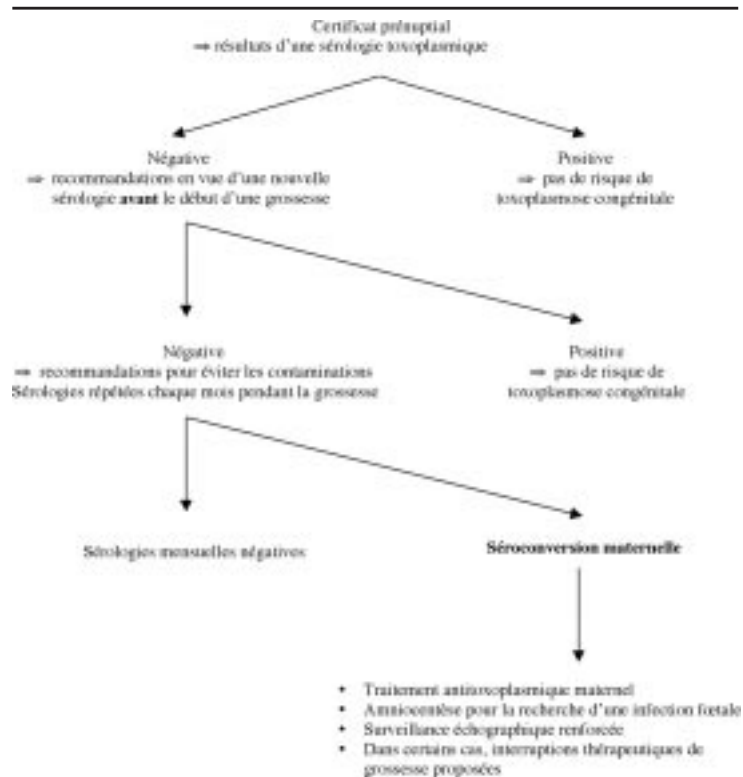 Certificat prénuptial
⇒ résultats d'une sérologie toxoplasmique
Négative
⇒ recommandations en vue d'une nouvelle
sérologie avant le début d'une grossesse
Positive
⇒ pas de risque de
toxoplasmose congénitale
Négative
⇒ recommandations pour éviter les contaminations
Sérologies répétées chaque mois pendant la grossesse
Positive
⇒ pas de risque de
toxoplasmose congénitale
Sérologies mensuelles négatives
Séroconversion maternelle
• Traitement antitoxoplasmique maternel
• Amniocentèse pour la recherche d'une infection fœtale
• Surveillance échographique renforcée
• Dans certains cas, interruptions thérapeutiques de
grossesse proposées